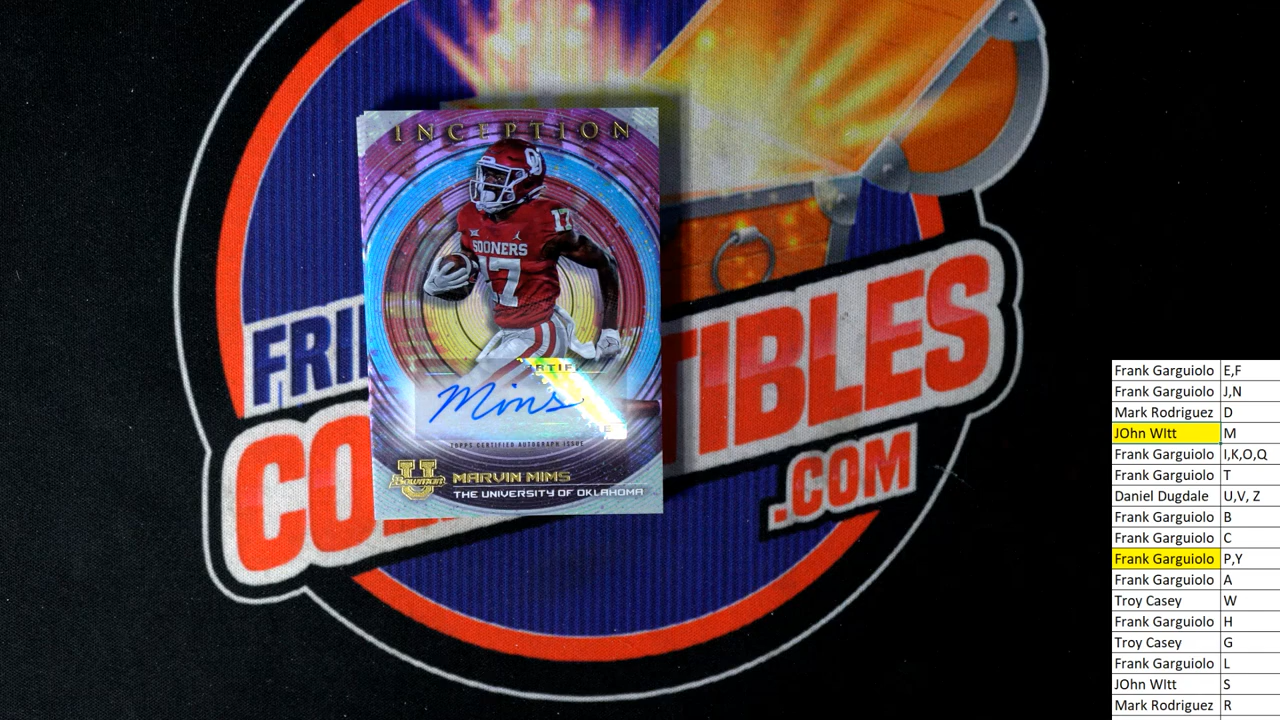 INCEPTION
SOONERS
17
17
Mims
TOPPS CERTIFIED AUTOGRAPH ISSUE
U
Bowman
MARVIN MIMS
THE UNIVERSITY OF OKLAHOMA
.COM
Frank Garguiolo E,F
Frank Garguiolo J,N
Mark Rodriguez D
JOhn WItt M
Frank Garguiolo I,K,O,Q
Frank Garguiolo T
Daniel Dugdale U,V, Z
Frank Garguiolo B
Frank Garguiolo C
Frank Garguiolo P,Y
Frank Garguiolo A
Troy Casey W
Frank Garguiolo H
Troy Casey G
Frank Garguiolo L
JOhn WItt S
Mark Rodriguez R